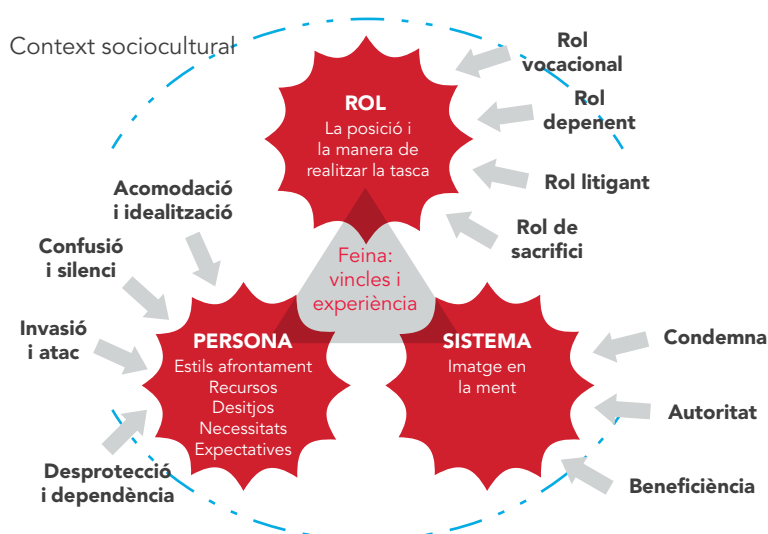 Context sociocultural
Rol
vocacional
ROL
La posició i
la manera de
realitzar la tasca
Rol
depenent
Rol litigant
Rol de
sacrifici
Acomodació
i idealització
Confusió
i silenci
Invasió
i atac
Desprotecció
i dependència
Feina:
vincles i
experiència
PERSONA
Estils afrontament
Recursos
Desitjos
Necessitats
Expectatives
SISTEMA
Imatge en
la ment
Condemna
Autoritat
Beneficiència